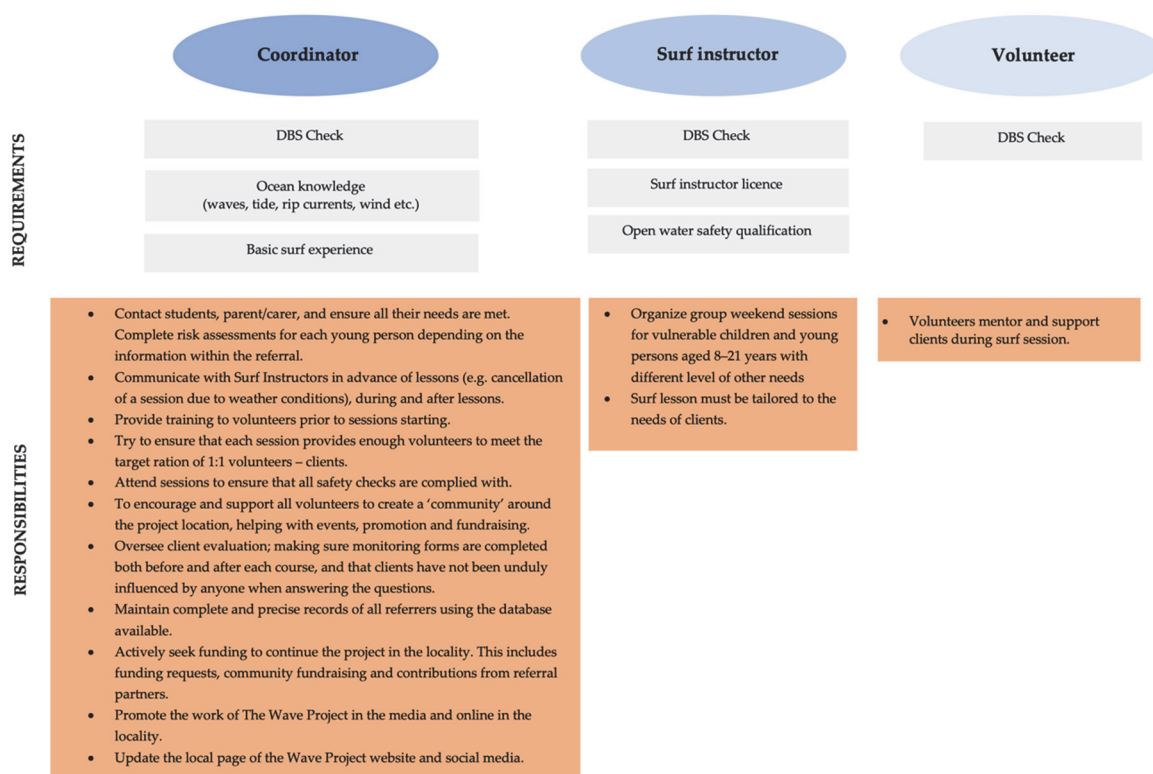 Coordinator
Surf instructor
Volunteer
REQUIREMENTS
DBS Check
Ocean knowledge
(waves, tide, rip currents, wind etc.)
Basic surf experience
DBS Check
Surf instructor licence
Open water safety qualification
DBS Check
RESPONSIBILITIES
• Contact students, parent/carer, and ensure all their needs are met.
Complete risk assessments for each young person depending on the
information within the referral.
• Communicate with Surf Instructors in advance of lessons (e.g. cancellation
of a session due to weather conditions), during and after lessons.
• Provide training to volunteers prior to sessions starting.
• Try to ensure that each session provides enough volunteers to meet the
target ration of 1:1 volunteers – clients.
• Attend sessions to ensure that all safety checks are complied with.
• To encourage and support all volunteers to create a ‘community’ around
the project location, helping with events, promotion and fundraising.
• Oversee client evaluation; making sure monitoring forms are completed
both before and after each course, and that clients have not been unduly
influenced by anyone when answering the questions.
• Maintain complete and precise records of all referrers using the database
available.
• Actively seek funding to continue the project in the locality. This includes
funding requests, community fundraising and contributions from referral
partners.
• Promote the work of The Wave Project in the media and online in the
locality.
• Update the local page of the Wave Project website and social media.
• Organize group weekend sessions
for vulnerable children and young
persons aged 8–21 years with
different level of other needs
• Surf lesson must be tailored to the
needs of clients.
• Volunteers mentor and support
clients during surf session.